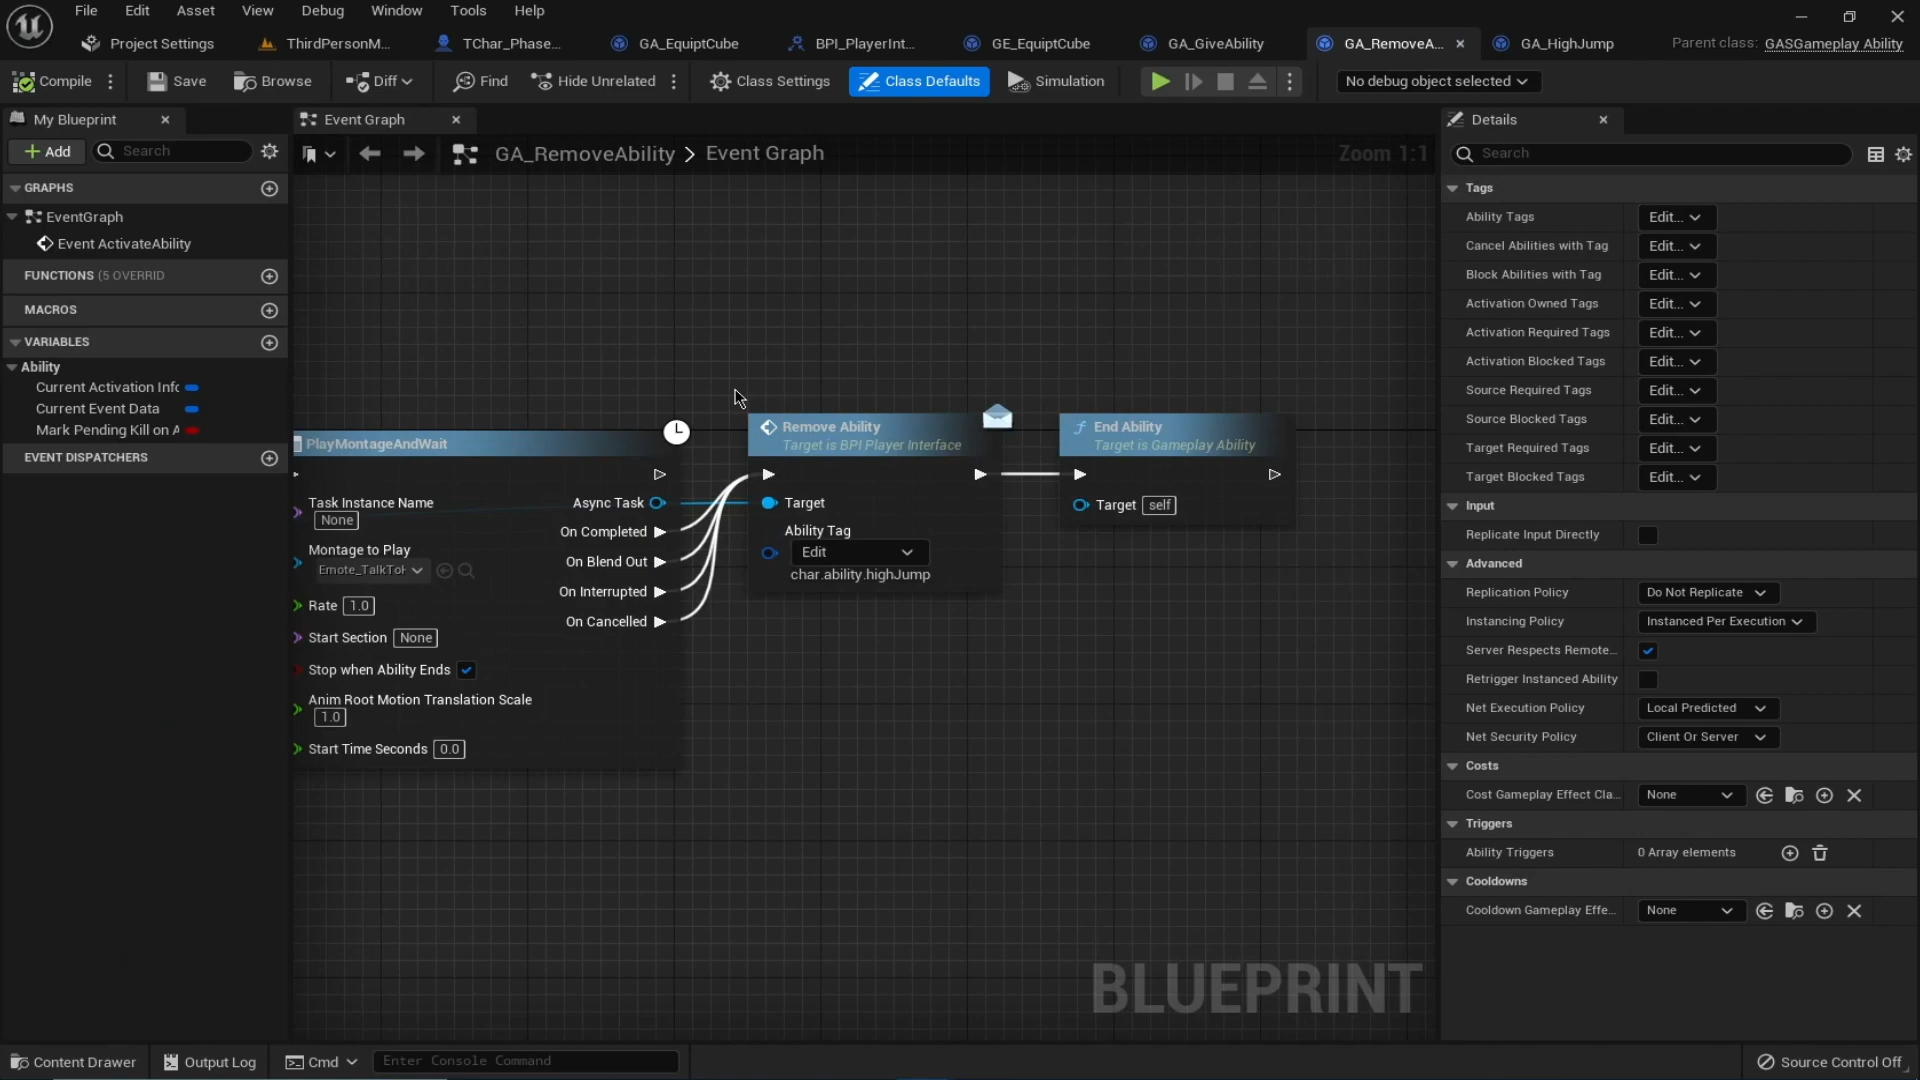 File Edit Asset View Debug Window Tools Help
Project Settings ThirdPersonM... TChar_Phase... GA_EquiptCube BPI_PlayerInt... GE_EquiptCube GA_GiveAbility GA_RemoveA... GA_HighJump Parent class: GASGameplay Ability
Compile Save Browse Diff Find Hide Unrelated Class Settings Class Defaults Simulation No debug object selected
My Blueprint Event Graph Details
Add Search GA_RemoveAbility > Event Graph Zoom 1:1 Search
GRAPHS
EventGraph
Event ActivateAbility
FUNCTIONS (5 OVERRID
MACROS
VARIABLES
Ability
Current Activation Infc
Current Event Data
Mark Pending Kill on A
EVENT DISPATCHERS
PlayMontageAndWait
Task Instance Name
None
Montage to Play
Emote_TalkToH
Rate 1.0
Start Section None
Stop when Ability Ends
Anim Root Motion Translation Scale
1.0
Start Time Seconds 0.0
Async Task
On Completed
On Blend Out
On Interrupted
On Cancelled
Remove Ability
Target is BPI Player Interface
Target
Ability Tag
Edit
char.ability.highJump
f End Ability
Target is Gameplay Ability
Target self
BLUEPRINT
Tags
Ability Tags Edit...
Cancel Abilities with Tag Edit...
Block Abilities with Tag Edit...
Activation Owned Tags Edit...
Activation Required Tags Edit...
Activation Blocked Tags Edit...
Source Required Tags Edit...
Source Blocked Tags Edit...
Target Required Tags Edit...
Target Blocked Tags Edit...
Input
Replicate Input Directly
Advanced
Replication Policy Do Not Replicate
Instancing Policy Instanced Per Execution
Server Respects Remote...
Retrigger Instanced Ability
Net Execution Policy Local Predicted
Net Security Policy Client Or Server
Costs
Cost Gameplay Effect Cla... None
Triggers
Ability Triggers 0 Array elements
Cooldowns
Cooldown Gameplay Effe... None
Content Drawer Output Log Cmd Enter Console Command Source Control Off